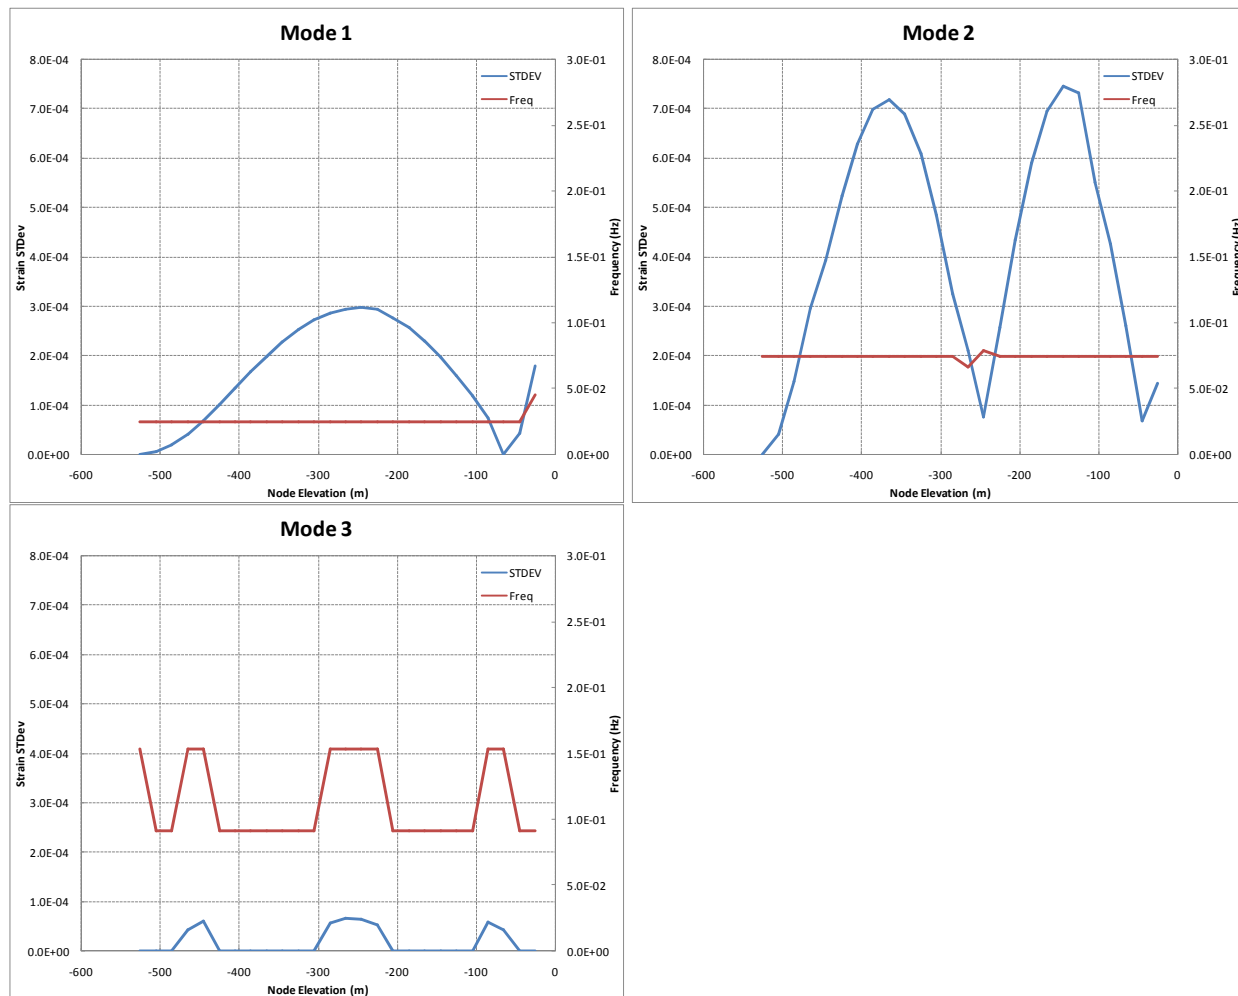 Mode 1
8.0E-04
7.0E-04
6.0E-04
5.0E-04
4.0E-04
3.0E-04
2.0E-04
1.0E-04
0.0E+00
Strain STDev
3.0E-01
2.5E-01
2.0E-01
1.5E-01
1.0E-01
5.0E-02
0.0E+00
Frequency (Hz)
STDEV
Freq
-600 -500 -400 -300 -200 -100 0
Node Elevation (m)
Mode 2
8.0E-04
7.0E-04
6.0E-04
5.0E-04
4.0E-04
3.0E-04
2.0E-04
1.0E-04
0.0E+00
Strain STDev
3.0E-01
2.5E-01
2.0E-01
1.5E-01
1.0E-01
5.0E-02
0.0E+00
Frequency (Hz)
STDEV
Freq
-600 -500 -400 -300 -200 -100 0
Node Elevation (m)
Mode 3
8.0E-04
7.0E-04
6.0E-04
5.0E-04
4.0E-04
3.0E-04
2.0E-04
1.0E-04
0.0E+00
Strain STDev
3.0E-01
2.5E-01
2.0E-01
1.5E-01
1.0E-01
5.0E-02
0.0E+00
Frequency (Hz)
STDEV
Freq
-600 -500 -400 -300 -200 -100 0
Node Elevation (m)